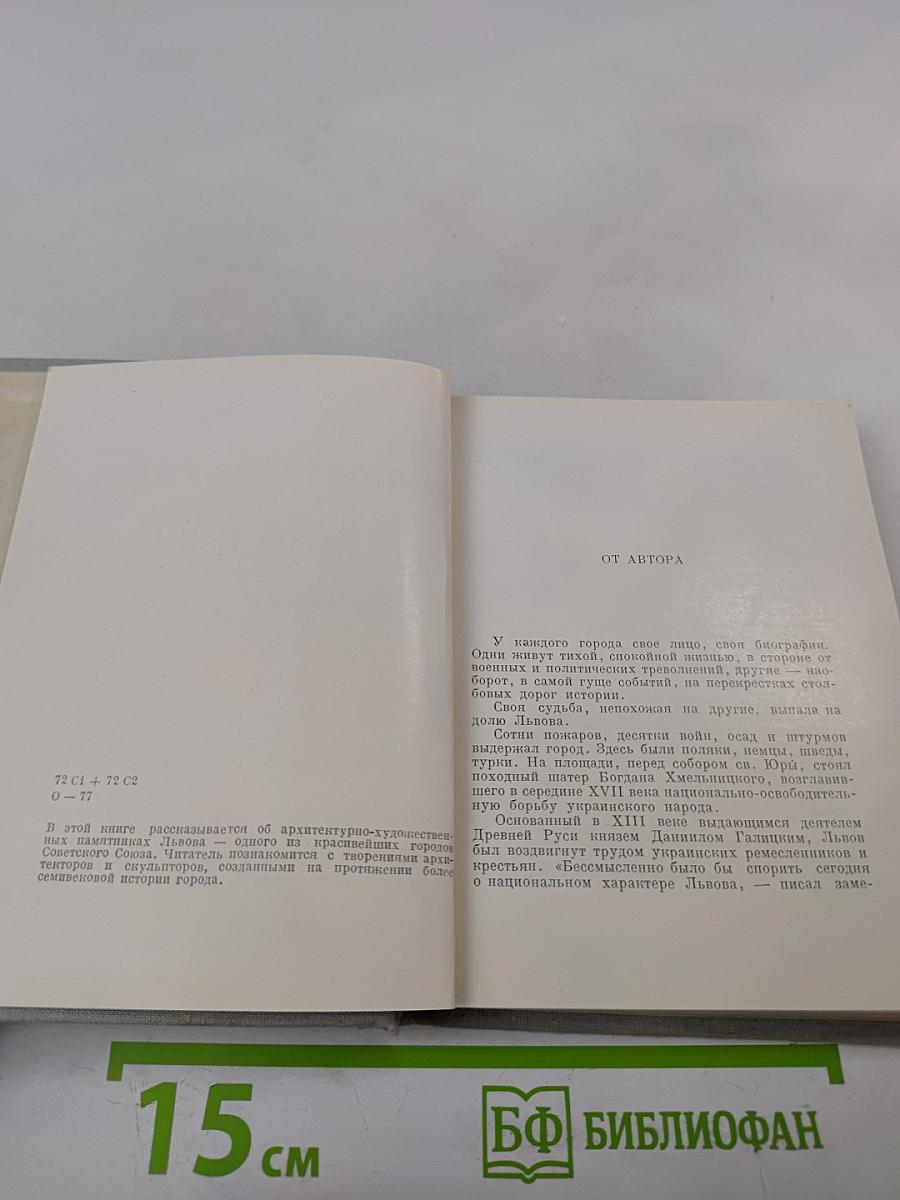 72 С1 + 72 С2
О — 77
В этой книге рассказывается об архитектурно-художествен-
ных памятниках Львова — одного из красивейших городов
Советского Союза. Читатель познакомится с творениями архи-
текторов и скульпторов, созданными на протяжении более
семивековой истории города.
ОТ АВТОРА
У каждого города свое лицо, своя биография.
Одни живут тихой, спокойной жизнью, в стороне от
военных и политических треволнений, другие — нао-
борот, в самой гуще событий, на перекрестках стол-
бовых дорог истории.
Своя судьба, непохожая на другие, выпала на
долю Львова.
Сотни пожаров, десятки войн, осад и штурмов
выдержал город. Здесь были поляки, немцы, шведы,
турки. На площади, перед собором св. Юры́, стоял
походный шатер Богдана Хмельницкого, возглавив-
шего в середине XVII века национально-освободитель-
ную борьбу украинского народа.
Основанный в XIII веке выдающимся деятелем
Древней Руси князем Даниилом Галицким, Львов
был воздвигнут трудом украинских ремесленников и
крестьян. «Бессмысленно было бы спорить сегодня
о национальном характере Львова, — писал заме-
15 см
БФ БИБЛИОФАН